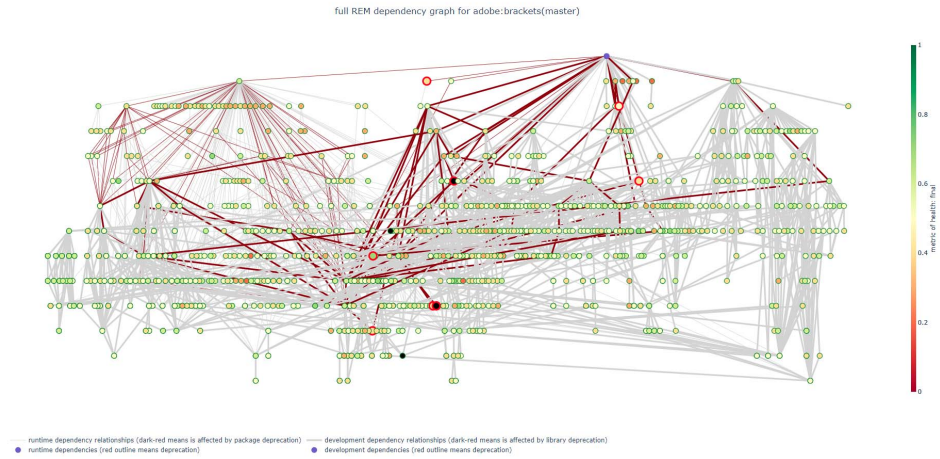 full REM dependency graph for adobe:brackets(master)
1
0.8
0.6
0.4
0.2
0
metric of health: final
runtime dependency relationships (dark-red means is affected by package deprecation)
development dependency relationships (dark-red means is affected by library deprecation)
runtime dependencies (red outline means deprecation)
development dependencies (red outline means deprecation)